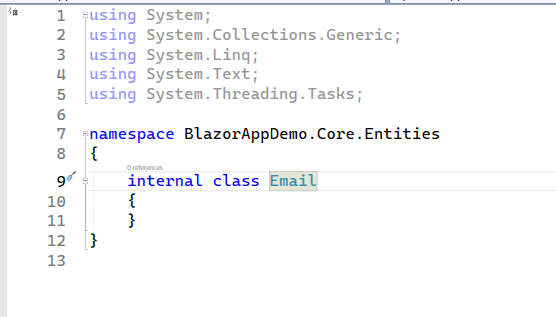 1 using System;
2 using System.Collections.Generic;
3 using System.Linq;
4 using System.Text;
5 using System.Threading.Tasks;
6
7 namespace BlazorAppDemo.Core.Entities
8 {
0 references
9 internal class Email
10 {
11 }
12 }
13